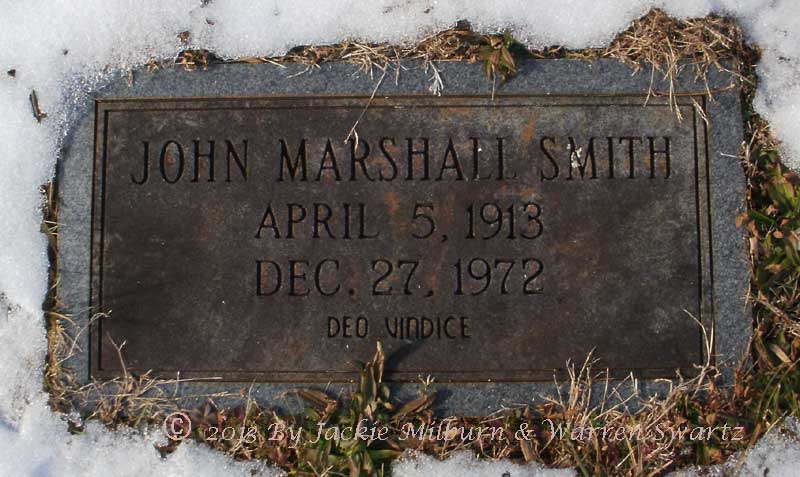 JOHN MARSHALL SMITH
APRIL 5, 1913
DEC. 27, 1972
DEO VINDICE
© 2013 By Jackie Milburn & Warren Swartz